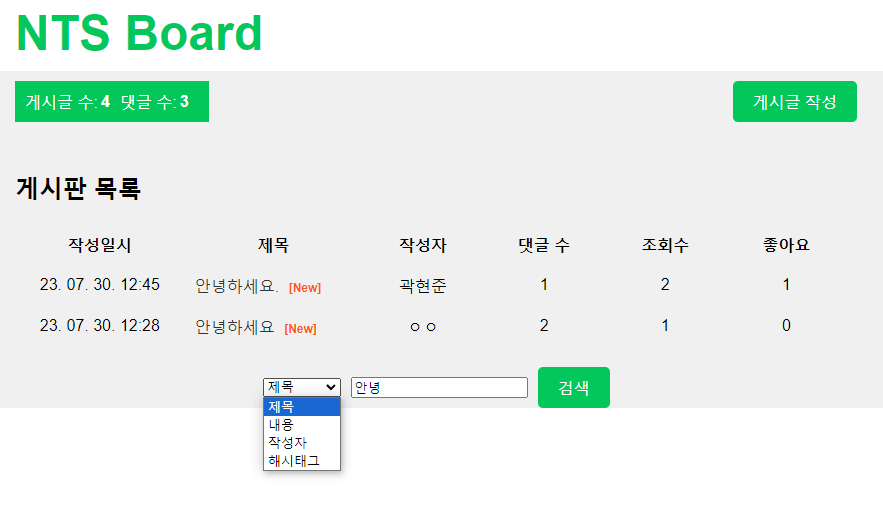 NTS Board
게시글 수: 4 댓글 수: 3 게시글 작성
게시판 목록
작성일시 제목 작성자 댓글 수 조회수 좋아요
23. 07. 30. 12:45 안녕하세요. [New] 곽현준 1 2 1
23. 07. 30. 12:28 안녕하세요 [New] ㅇㅇ 2 1 0
제목 안녕 검색
제목
내용
작성자
해시태그